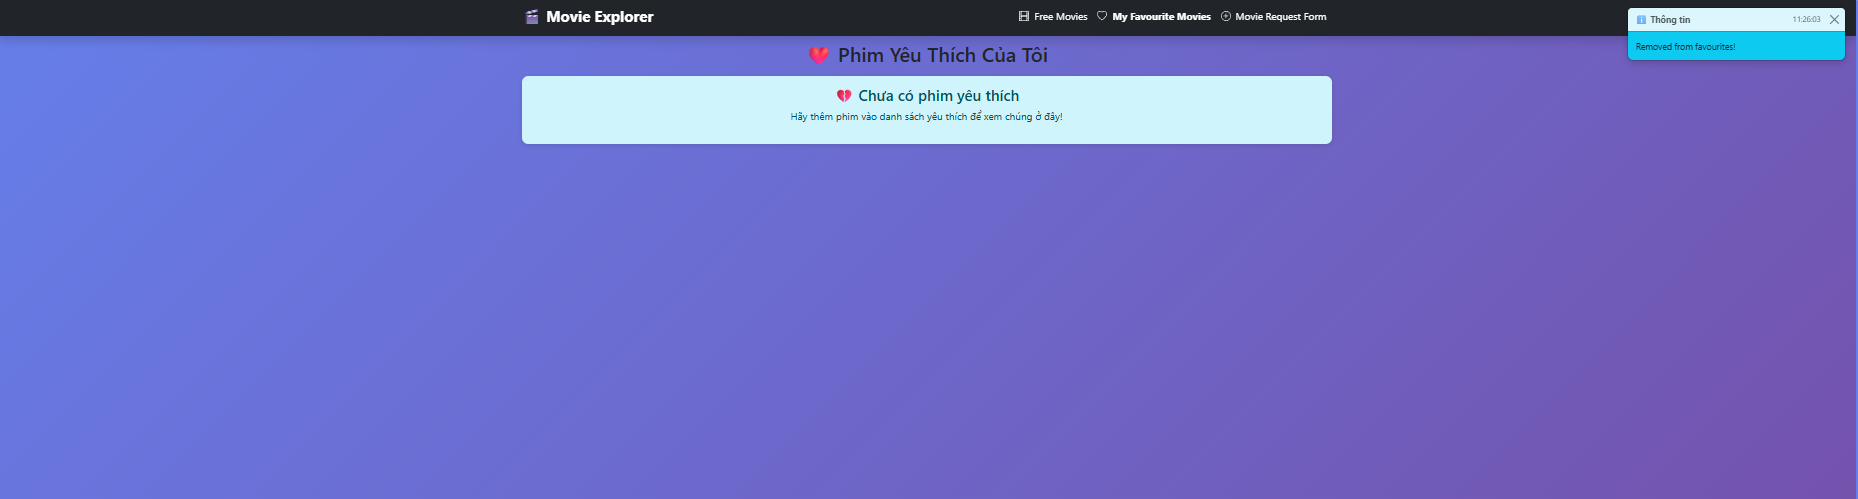 Movie Explorer
Free Movies
My Favourite Movies
Movie Request Form
Thông tin
11:26:03
Removed from favourites!
Phim Yêu Thích Của Tôi
Chưa có phim yêu thích
Hãy thêm phim vào danh sách yêu thích để xem chúng ở đây!